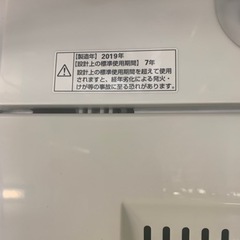 【製造年】2019年
【設計上の標準使用期間】7年
設計上の標準使用期間を超えて使用
されますと、経年劣化による発火・
けが等の事故に至る恐れがあります。